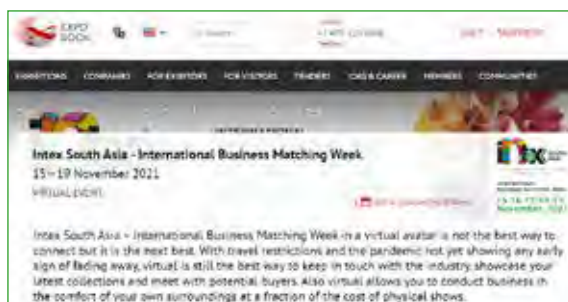 EXPO
BOOK
EXHIBITIONS COMPANIES FOR EXHIBITORS FOR VISITORS TENDERS JOBS & CAREER MEMBERS COMMUNITIES
Intex South Asia - International Business Matching Week
15 - 19 November 2021
VIRTUAL EVENT
November, 2021
Intex South Asia - International Business Matching Week in a virtual avatar is not the best way to
connect but it is the next best. With travel restrictions and the pandemic not yet showing any early
sign of fading away, virtual is still the best way to keep in touch with the industry, showcase your
latest collections and meet with potential buyers. Also virtual allows you to conduct business in
the comfort of your own surroundings at a fraction of the cost of physical shows.